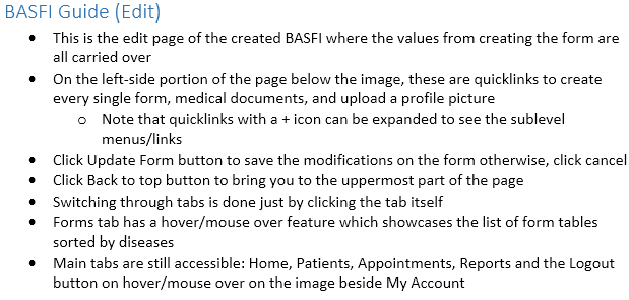 BASFI Guide (Edit)
• This is the edit page of the created BASFI where the values from creating the form are
all carried over
• On the left-side portion of the page below the image, these are quicklinks to create
every single form, medical documents, and upload a profile picture
o Note that quicklinks with a + icon can be expanded to see the sublevel
menus/links
• Click Update Form button to save the modifications on the form otherwise, click cancel
• Click Back to top button to bring you to the uppermost part of the page
• Switching through tabs is done just by clicking the tab itself
• Forms tab has a hover/mouse over feature which showcases the list of form tables
sorted by diseases
• Main tabs are still accessible: Home, Patients, Appointments, Reports and the Logout
button on hover/mouse over on the image beside My Account